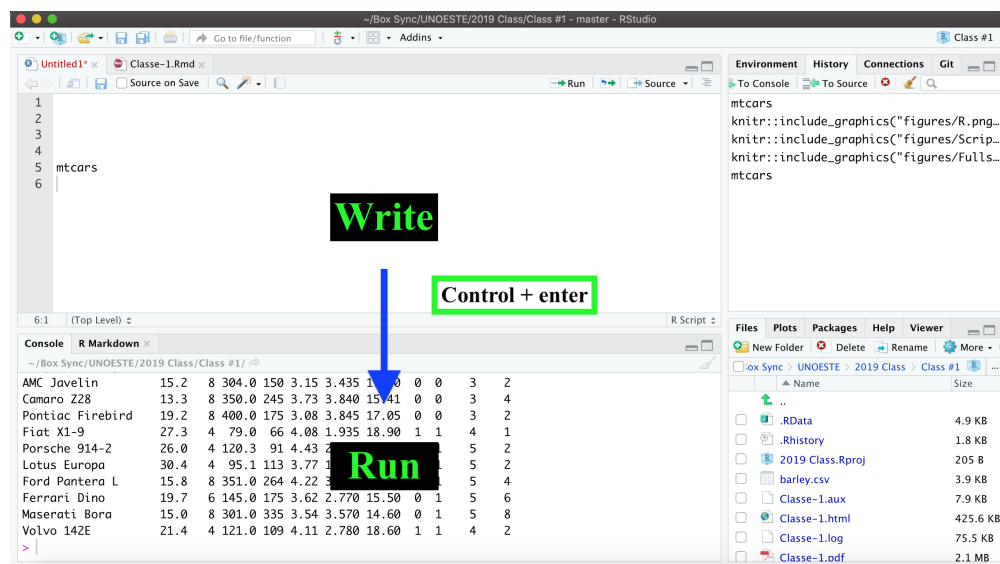 ~/Box Sync/UNOESTE/2019 Class/Class #1 - master - RStudio
Go to file/function
Addins
Class #1
Untitled1* ×
Classe-1.Rmd ×
Source on Save
Run
Source
1
2
3
4
5 mtcars
6
Write
Control + enter
6:1 (Top Level)
R Script
Console R Markdown ×
~/Box Sync/UNOESTE/2019 Class/Class #1/
AMC Javelin 15.2 8 304.0 150 3.15 3.435 0 0 3 2
Camaro Z28 13.3 8 350.0 245 3.73 3.840 15.41 0 0 3 4
Pontiac Firebird 19.2 8 400.0 175 3.08 3.845 17.05 0 0 3 2
Fiat X1-9 27.3 4 79.0 66 4.08 1.935 18.90 1 1 4 1
Porsche 914-2 26.0 4 120.3 91 4.43 5 2
Lotus Europa 30.4 4 95.1 113 3.77 5 2
Ford Pantera L 15.8 8 351.0 264 4.22 5 4
Ferrari Dino 19.7 6 145.0 175 3.62 2.770 15.50 0 1 5 6
Maserati Bora 15.0 8 301.0 335 3.54 3.570 14.60 0 1 5 8
Volvo 142E 21.4 4 121.0 109 4.11 2.780 18.60 1 1 4 2
>
Run
Environment History Connections Git
To Console To Source
mtcars
knitr::include_graphics("figures/R.png…
knitr::include_graphics("figures/Scrip…
knitr::include_graphics("figures/Fulls…
mtcars
Files Plots Packages Help Viewer
New Folder Delete Rename More
ox Sync > UNOESTE > 2019 Class > Class #1 ...
Name Size
..
.RData 4.9 KB
.Rhistory 1.8 KB
2019 Class.Rproj 205 B
barley.csv 3.9 KB
Classe-1.aux 7.9 KB
Classe-1.html 425.6 KB
Classe-1.log 75.5 KB
Classe-1.pdf 2.1 MB